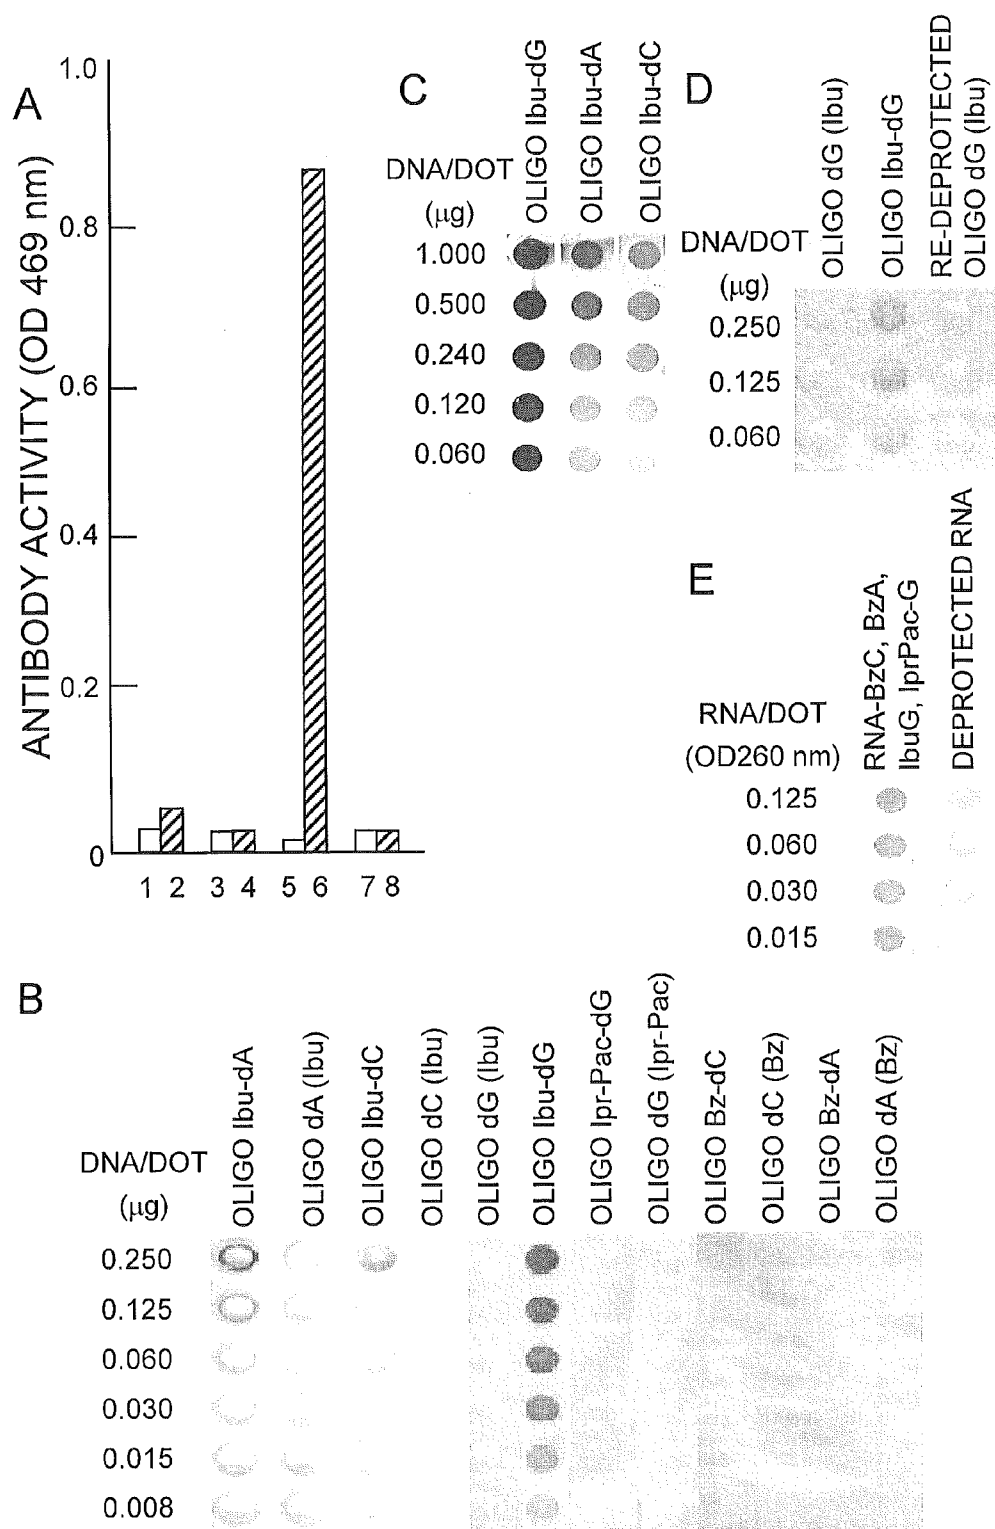 A
ANTIBODY ACTIVITY (OD 469 nm)
1.0
0.8
0.6
0.4
0.2
0
1 2 3 4 5 6 7 8
C
DNA/DOT
(μg)
OLIGO Ibu-dG
OLIGO Ibu-dA
OLIGO Ibu-dC
1.000
0.500
0.240
0.120
0.060
D
DNA/DOT
(μg)
OLIGO dG (Ibu)
OLIGO Ibu-dG
RE-DEPROTECTED
OLIGO dG (Ibu)
0.250
0.125
0.060
E
RNA/DOT
(OD260 nm)
RNA-BzC, BzA,
IbuG, IprPac-G
DEPROTECTED RNA
0.125
0.060
0.030
0.015
B
DNA/DOT
(μg)
OLIGO Ibu-dA
OLIGO dA (Ibu)
OLIGO Ibu-dC
OLIGO dC (Ibu)
OLIGO dG (Ibu)
OLIGO Ibu-dG
OLIGO Ipr-Pac-dG
OLIGO dG (Ipr-Pac)
OLIGO Bz-dC
OLIGO dC (Bz)
OLIGO Bz-dA
OLIGO dA (Bz)
0.250
0.125
0.060
0.030
0.015
0.008